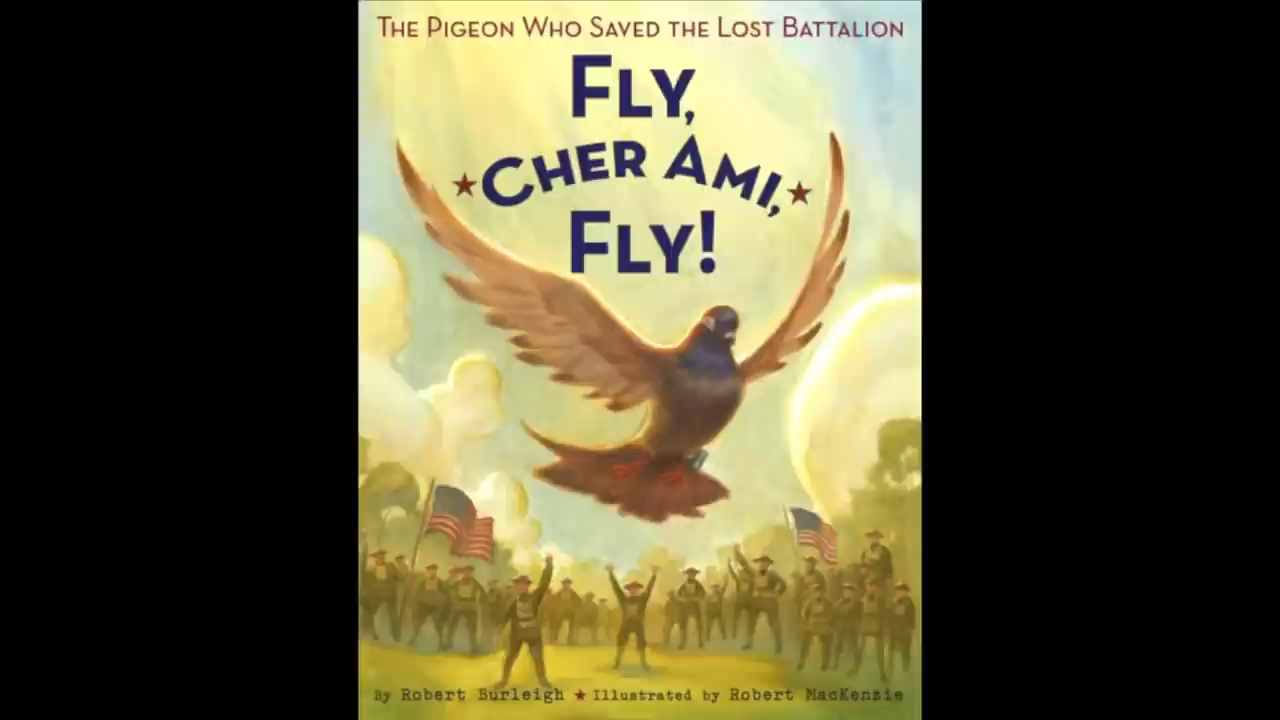 The Pigeon Who Saved the Lost Battalion
Fly,
Cher Ami,
Fly!
By Robert Burleigh ★ Illustrated by Robert MacKenzie